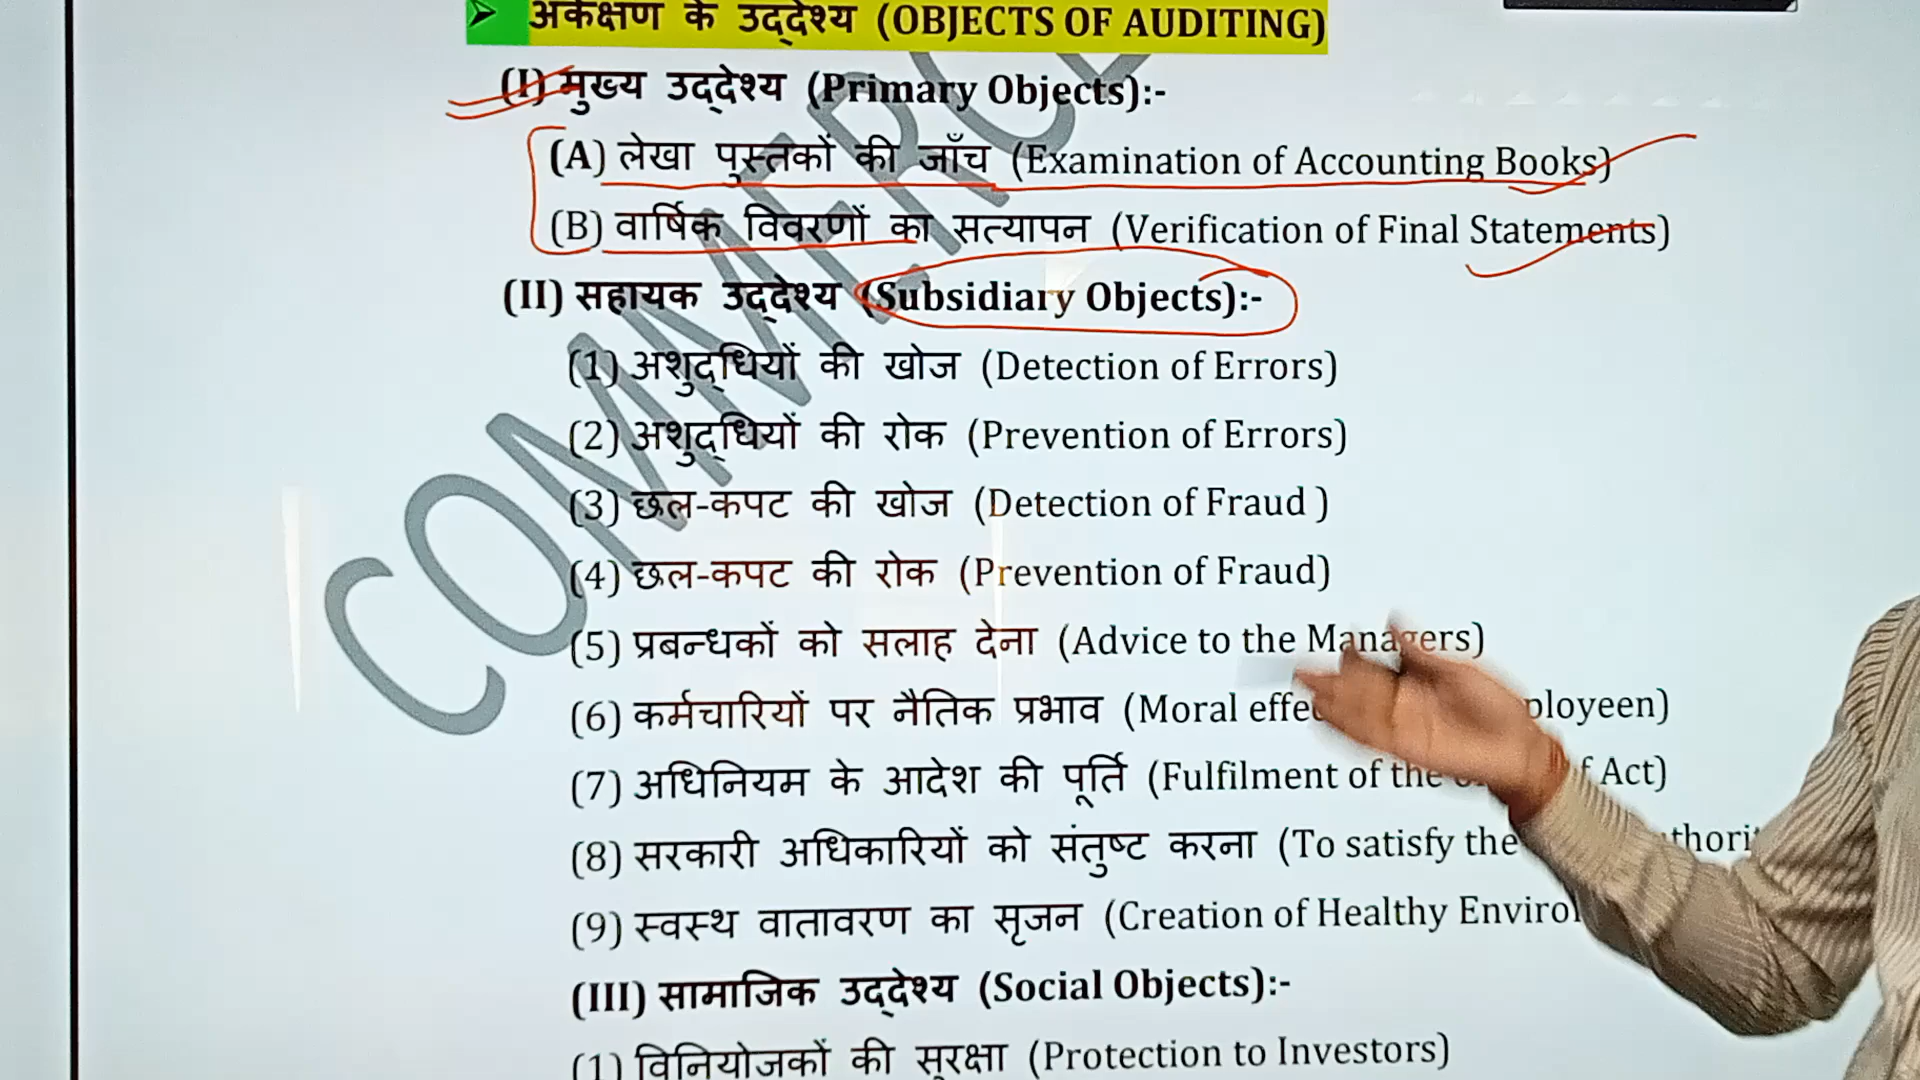 ➤ अंकेक्षण के उद्देश्य (OBJECTS OF AUDITING)
(I) मुख्य उद्देश्य (Primary Objects):-
(A) लेखा पुस्तकों की जाँच (Examination of Accounting Books)
(B) वार्षिक विवरणों का सत्यापन (Verification of Final Statements)
(II) सहायक उद्देश्य (Subsidiary Objects):-
(1) अशुद्धियों की खोज (Detection of Errors)
(2) अशुद्धियों की रोक (Prevention of Errors)
(3) छल-कपट की खोज (Detection of Fraud )
(4) छल-कपट की रोक (Prevention of Fraud)
(5) प्रबन्धकों को सलाह देना (Advice to the Managers)
(6) कर्मचारियों पर नैतिक प्रभाव (Moral
(7) अधिनियम के आदेश की पूर्ति (Fulfilment of the Act)
(8) सरकारी अधिकारियों को संतुष्ट करना (To satisfy the
(9) स्वस्थ वातावरण का सृजन (Creation of Healthy
(III) सामाजिक उद्देश्य (Social Objects):-
(1) विनियोजकों की सुरक्षा (Protection to Investors)